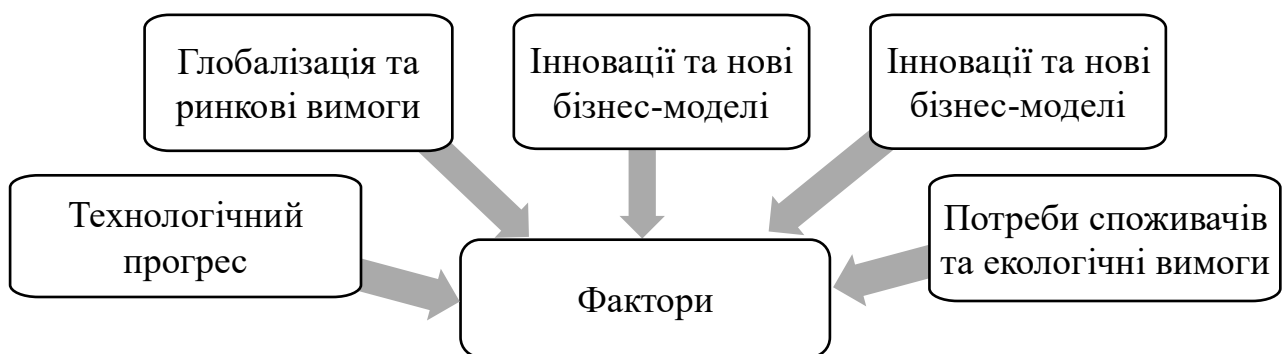 Глобалізація та
ринкові вимоги
Інновації та нові
бізнес-моделі
Інновації та нові
бізнес-моделі
Технологічний
прогрес
Потреби споживачів
та екологічні вимоги
Фактори